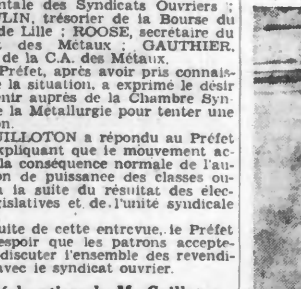 ntale des Syndicats Ouvriers ;
ULIN, trésorier de la Bourse du
de Lille ; ROOSE, secrétaire du
t des Métaux ; GAUTHIER,
de la C.A. des Métaux.
Préfet, après avoir pris connais-
e la situation, a exprimé le désir
enir auprès de la Chambre Syn-
e la Métallurgie pour tenter une
on.
UILLOTON a répondu au Préfet
xpliquant que le mouvement ac-
la conséquence normale de l'au-
on de puissance des classes ou-
à la suite du résultat des élec-
gislatives et de l'unité syndicale
uite de cette entrevue, le Préfet
espoir que les patrons accepte-
discuter l'ensemble des revendi-
avec le syndicat ouvrier.